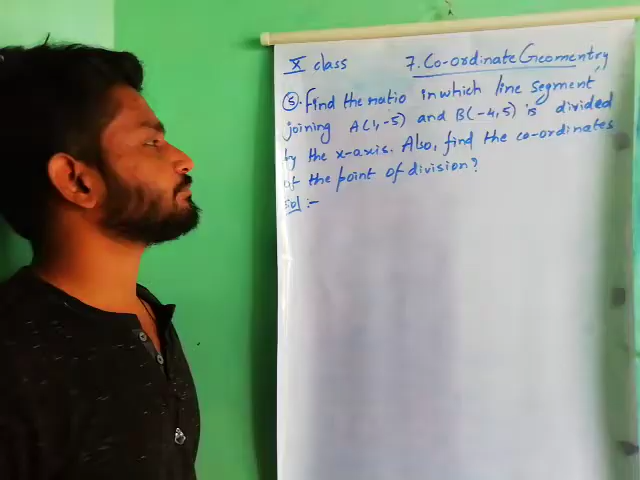 X class 7. Co-ordinate Geomentry
5. Find the ratio in which line segment
joining A(1,-5) and B(-4,5) is divided
by the x-axis. Also, find the co-ordinates
of the point of division?
Sol :-